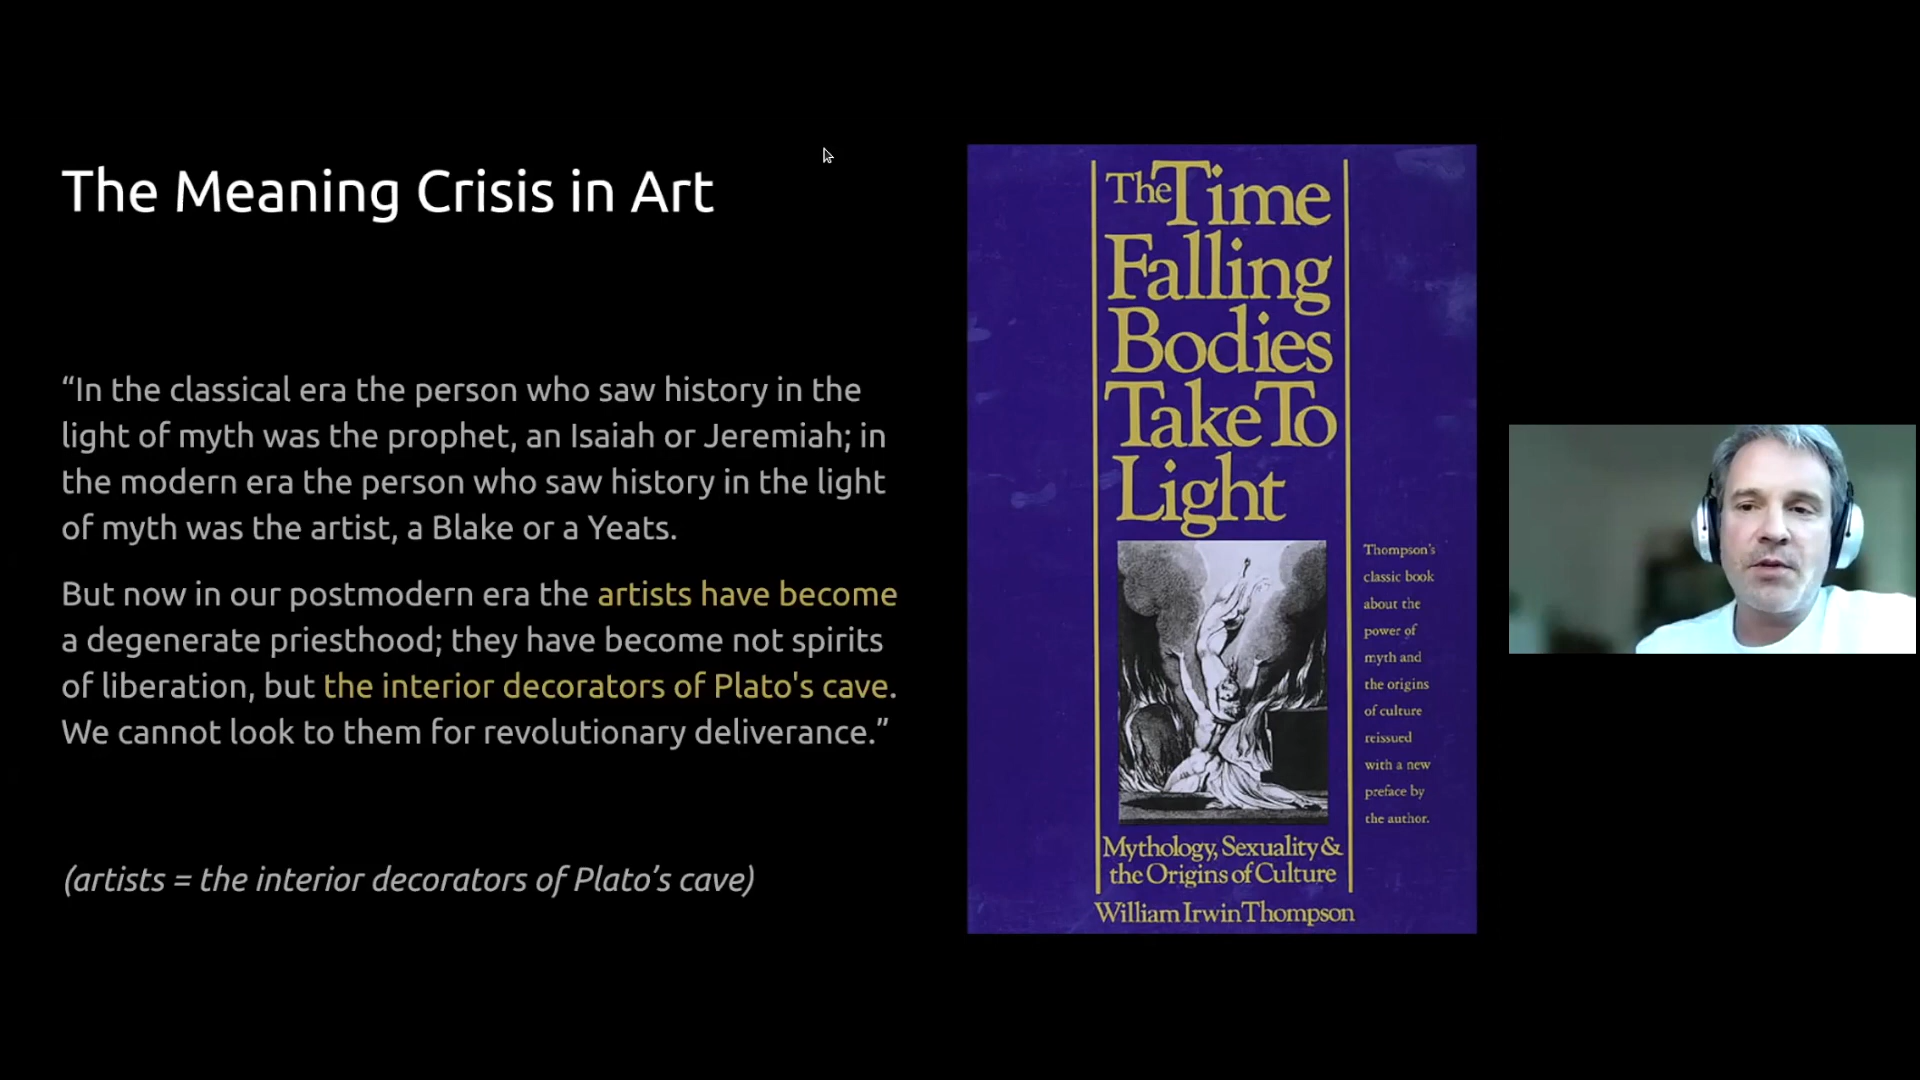 The Meaning Crisis in Art
“In the classical era the person who saw history in the
light of myth was the prophet, an Isaiah or Jeremiah; in
the modern era the person who saw history in the light
of myth was the artist, a Blake or a Yeats.
But now in our postmodern era the artists have become
a degenerate priesthood; they have become not spirits
of liberation, but the interior decorators of Plato's cave.
We cannot look to them for revolutionary deliverance.”
(artists = the interior decorators of Plato’s cave)
The Time
Falling
Bodies
Take To
Light
Thompson's
classic book
about the
power of
myth and
the origins
of culture
reissued
with a new
preface by
the author.
Mythology, Sexuality &
the Origins of Culture
William Irwin Thompson